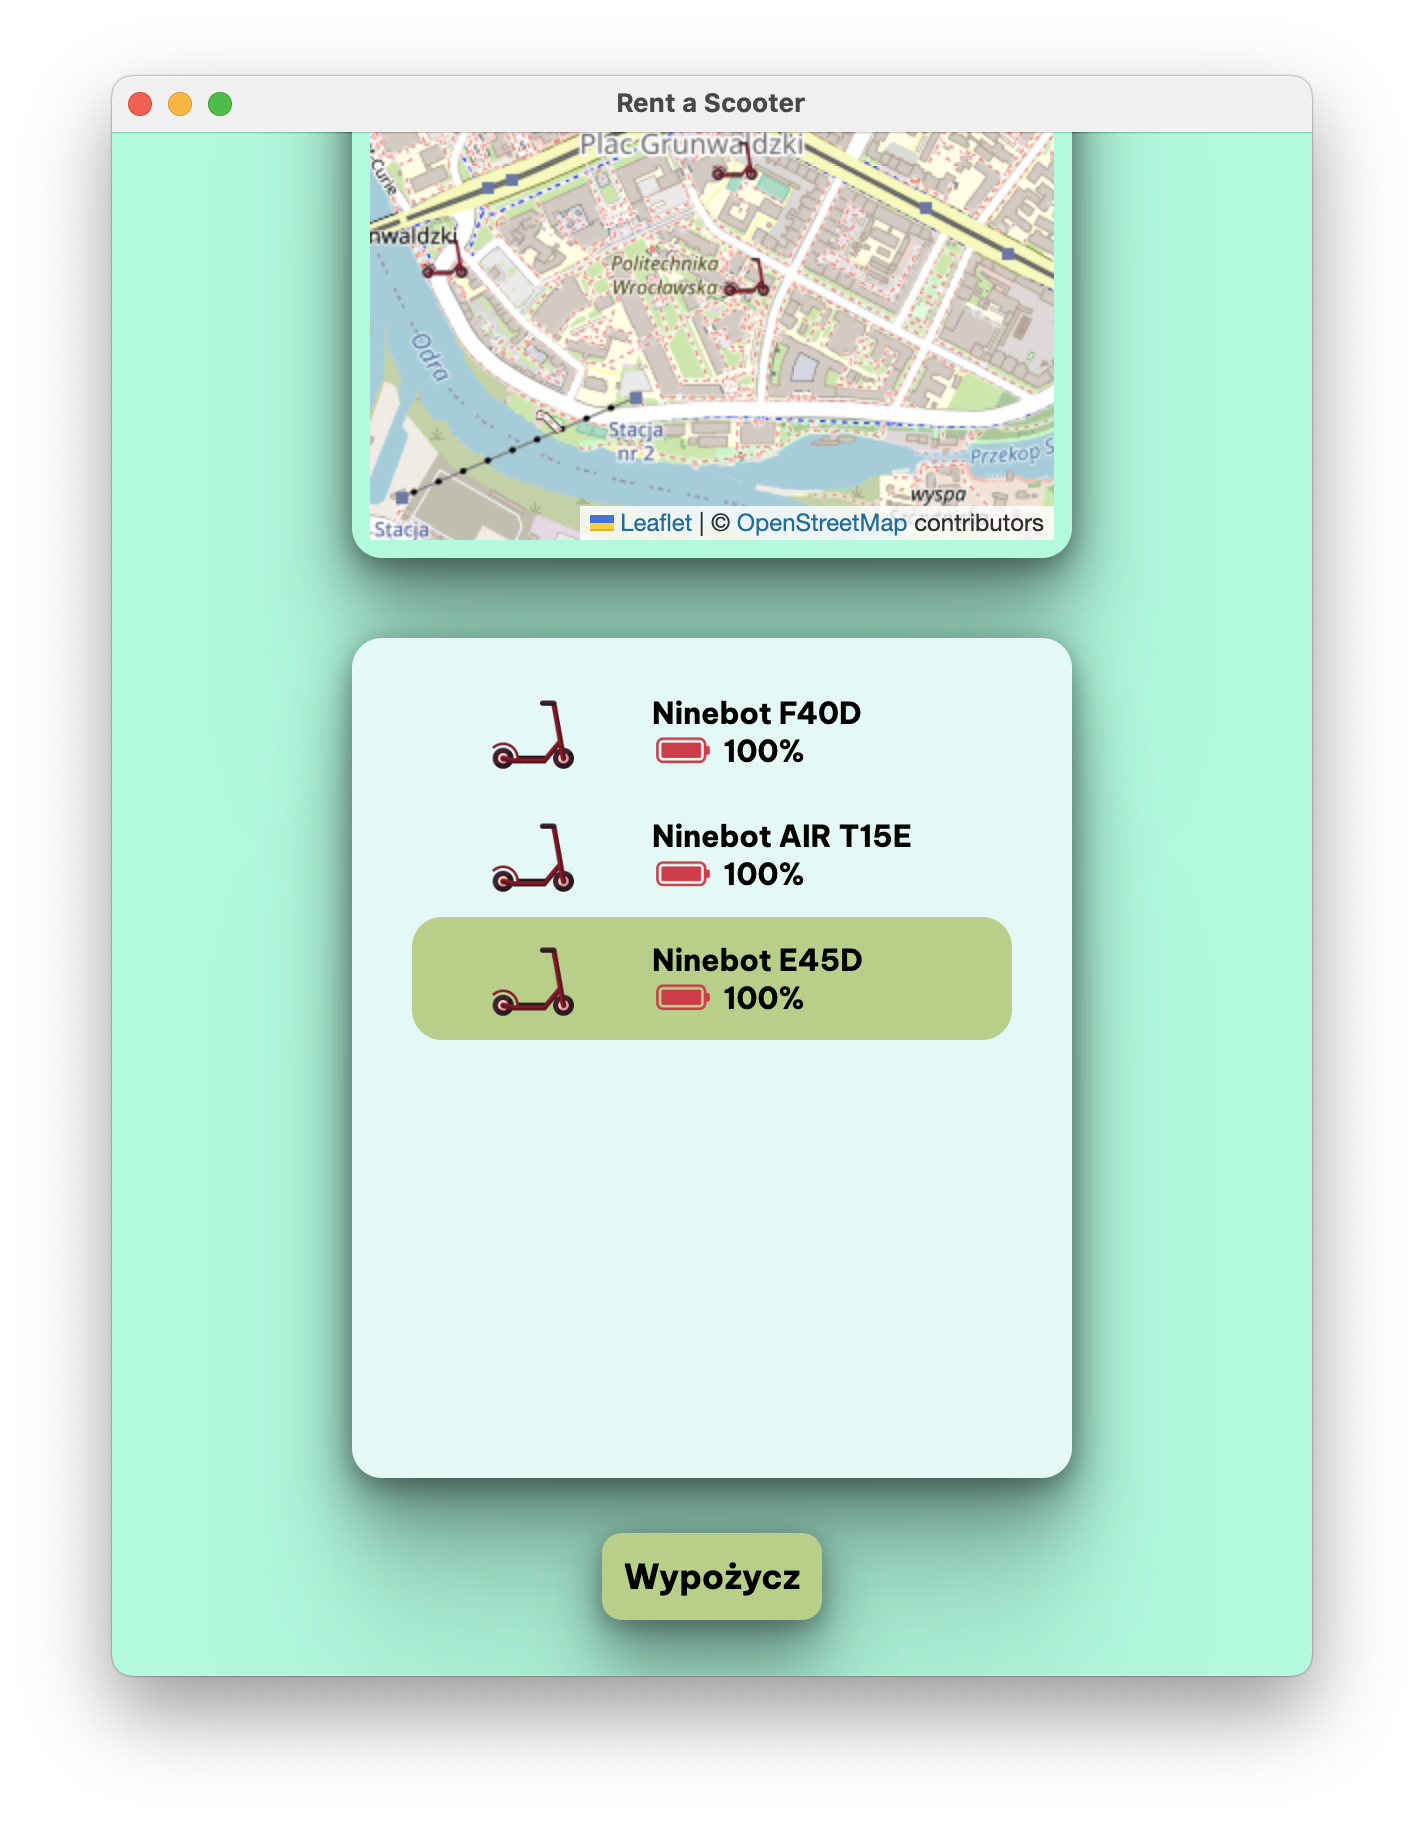 Rent a Scooter
Plac Grunwaldzki
-Curie
nwaldzki
Politechnika
Wrocławska
Odra
Stacja
nr 2
Przekop S
wyspa
Stacja
Leaflet | © OpenStreetMap contributors
Ninebot F40D
100%
Ninebot AIR T15E
100%
Ninebot E45D
100%
Wypożycz